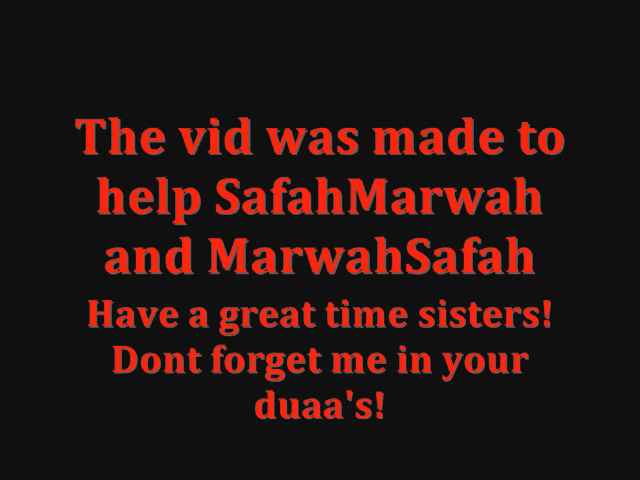 The vid was made to
help SafahMarwah
and MarwahSafah
Have a great time sisters!
Dont forget me in your
duaa's!